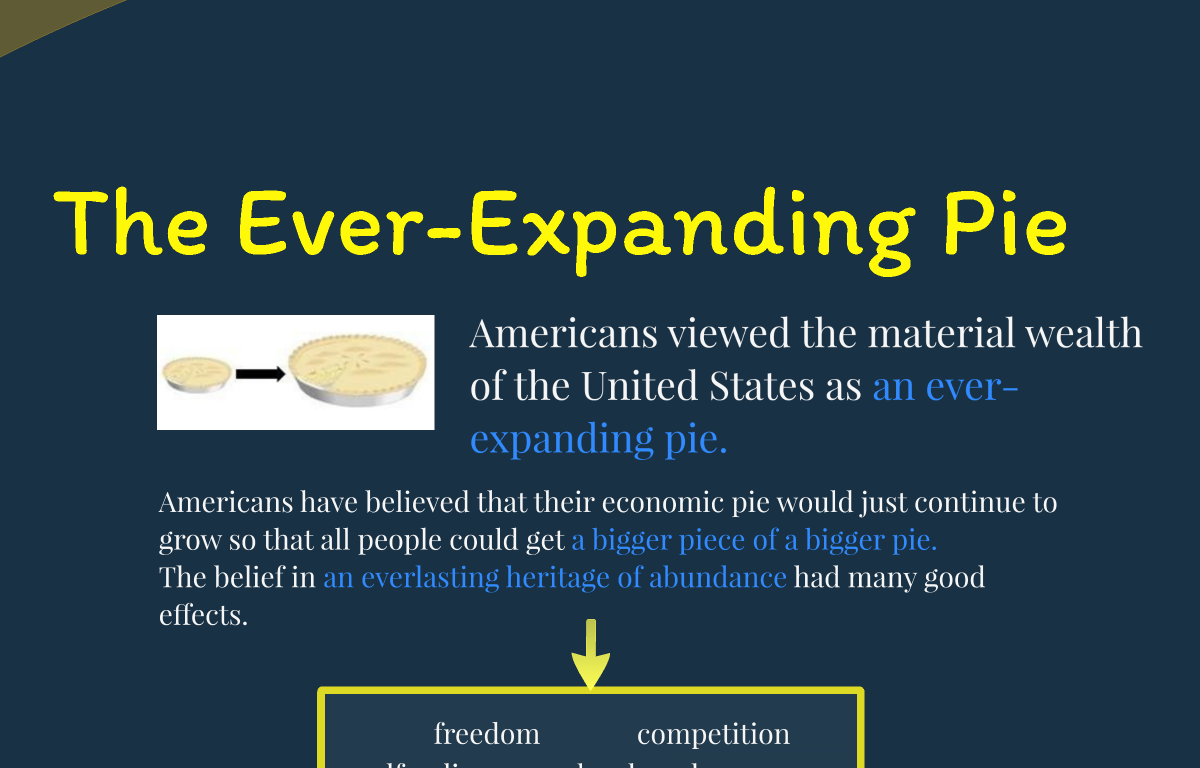 The Ever-Expanding Pie
Americans viewed the material wealth
of the United States as an ever-
expanding pie.
Americans have believed that their economic pie would just continue to
grow so that all people could get a bigger piece of a bigger pie.
The belief in an everlasting heritage of abundance had many good
effects.
freedom competition